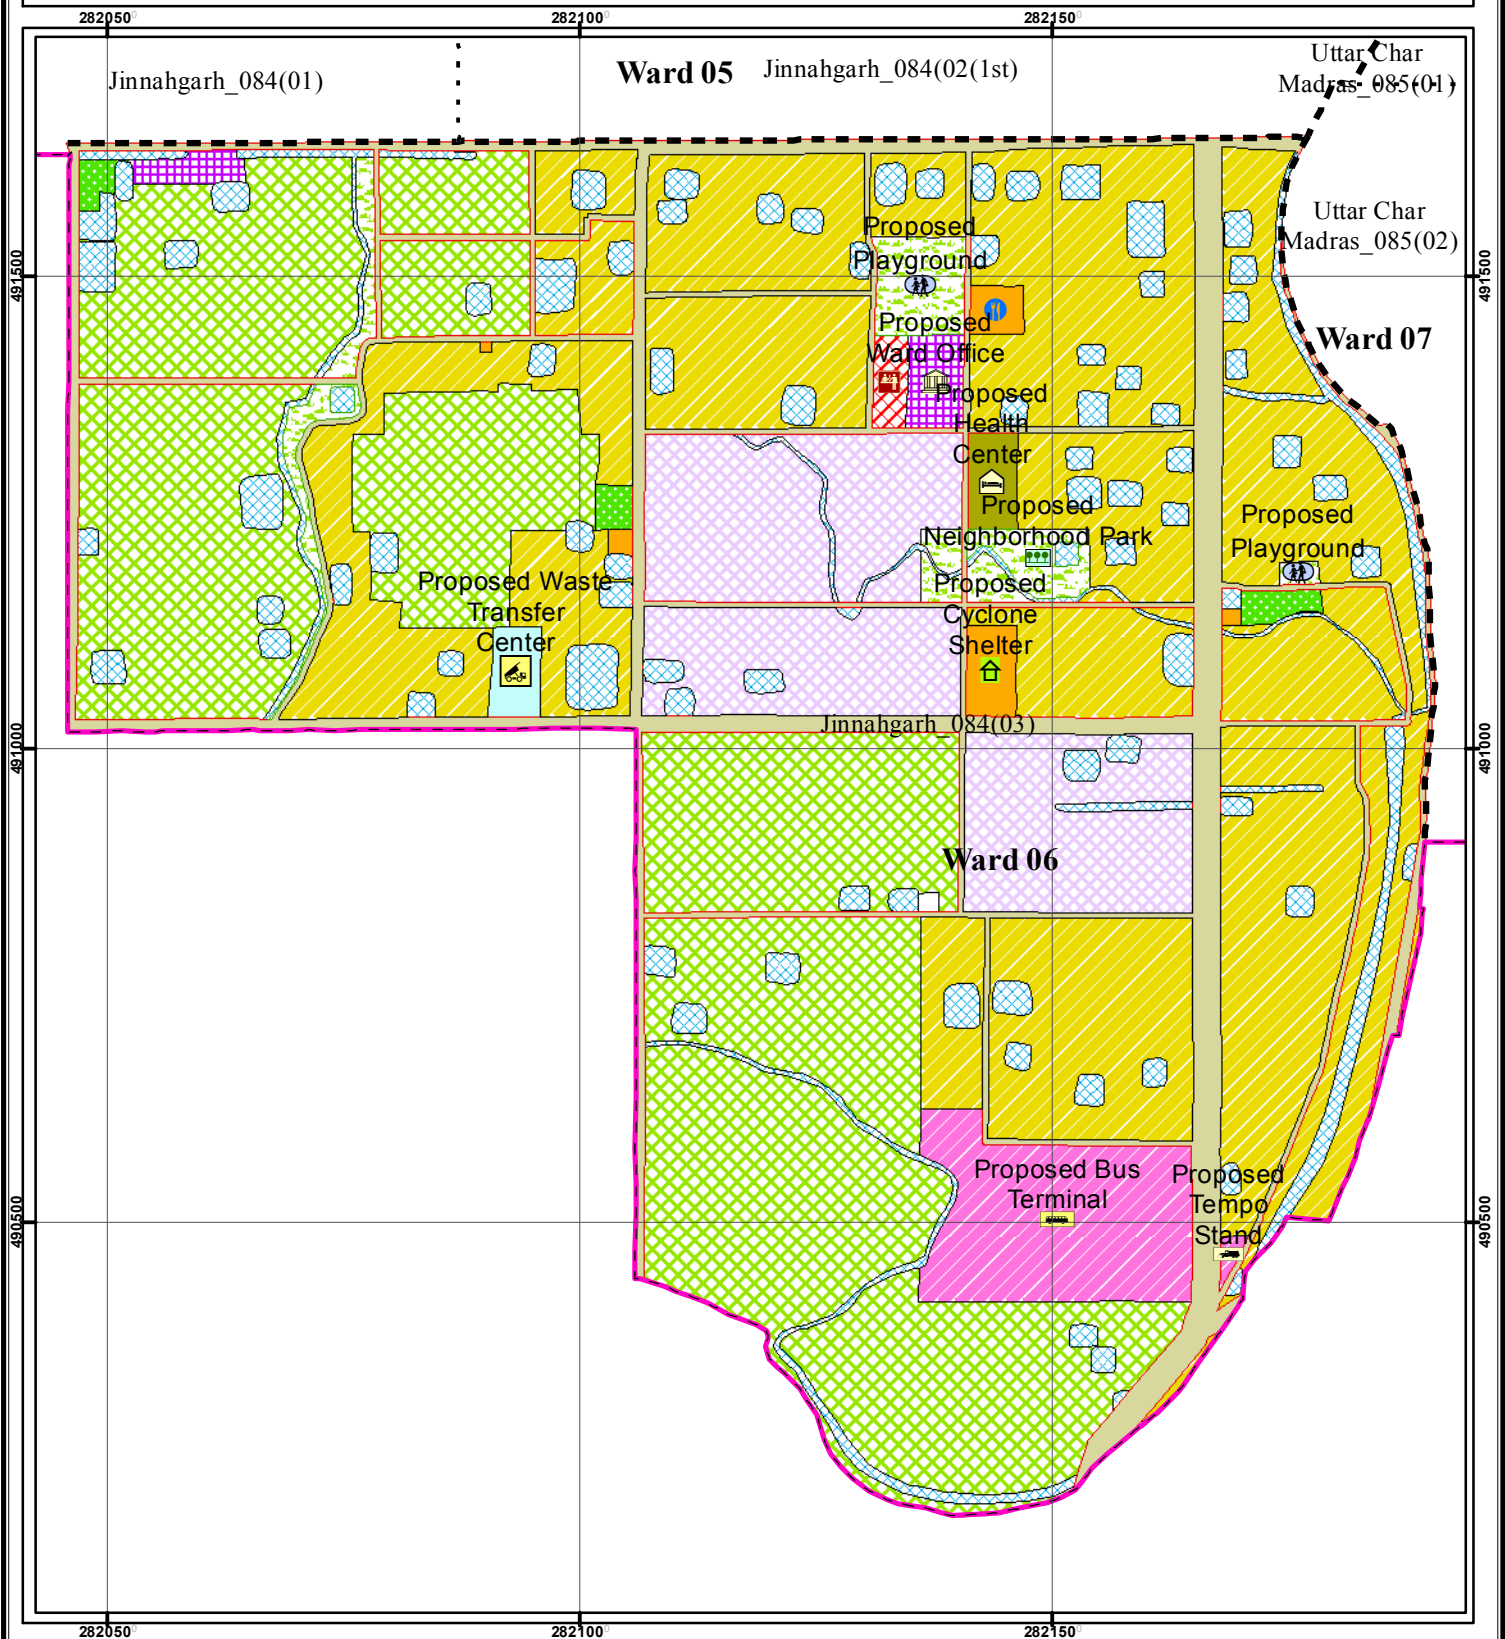 282050 282100 282150
Jinnahgarh_084(01)
Ward 05
Jinnahgarh_084(02(1st)
Uttar Char
Madras_085(01)
Uttar Char
Madras_085(02)
Ward 07
491500
491500
Proposed
Playground
Proposed
Ward Office
Proposed
Health
Center
Proposed
Neighborhood Park
Proposed
Playground
Proposed Waste
Transfer
Center
Proposed
Cyclone
Shelter
Jinnahgarh_084(03)
491000
491000
Ward 06
Proposed Bus
Terminal
Proposed
Tempo
Stand
490500
490500
282050 282100 282150